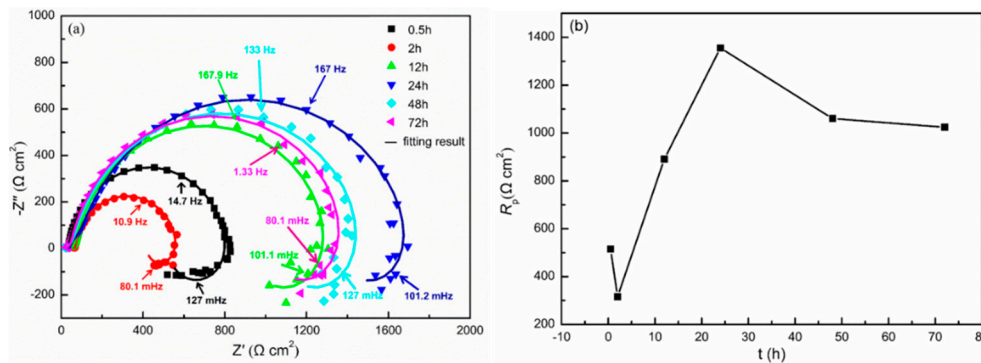 (a)
1000
800
600
400
200
0
-200
-Z″ (Ω cm²)
0
400
800
1200
1600
2000
Z′ (Ω cm²)
133 Hz
167.9 Hz
167 Hz
14.7 Hz
1.33 Hz
10.9 Hz
80.1 mHz
80.1 mHz
101.1 mHz
127 mHz
127 mHz
101.2 mHz
0.5h
2h
12h
24h
48h
72h
fitting result
(b)
1400
1200
1000
800
600
400
200
Rp(Ω cm²)
0
10
20
30
40
50
60
70
80
t (h)